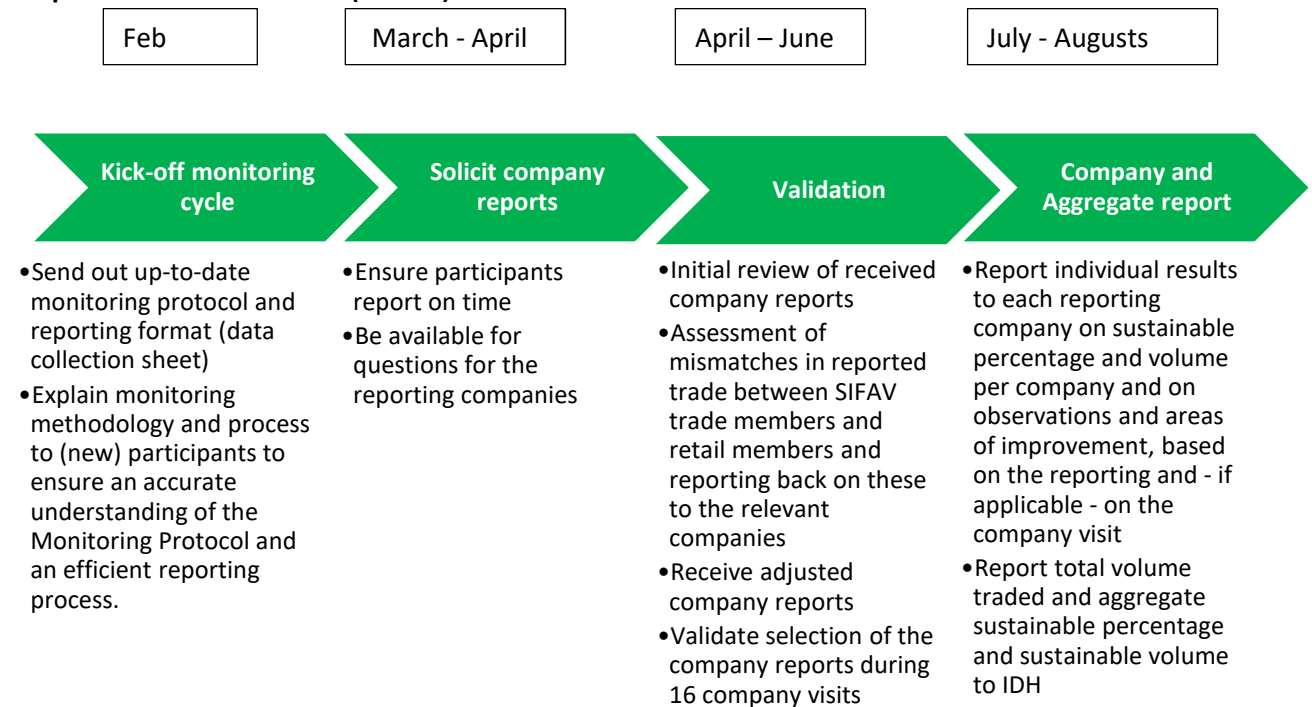 Feb
March - April
April – June
July - Augusts
Kick-off monitoring
cycle
Solicit company
reports
Validation
Company and
Aggregate report
•Send out up-to-date
monitoring protocol and
reporting format (data
collection sheet)
•Explain monitoring
methodology and process
to (new) participants to
ensure an accurate
understanding of the
Monitoring Protocol and
an efficient reporting
process.
•Ensure participants
report on time
•Be available for
questions for the
reporting companies
•Initial review of received
company reports
•Assessment of
mismatches in reported
trade between SIFAV
trade members and
retail members and
reporting back on these
to the relevant
companies
•Receive adjusted
company reports
•Validate selection of the
company reports during
16 company visits
•Report individual results
to each reporting
company on sustainable
percentage and volume
per company and on
observations and areas
of improvement, based
on the reporting and - if
applicable - on the
company visit
•Report total volume
traded and aggregate
sustainable percentage
and sustainable volume
to IDH